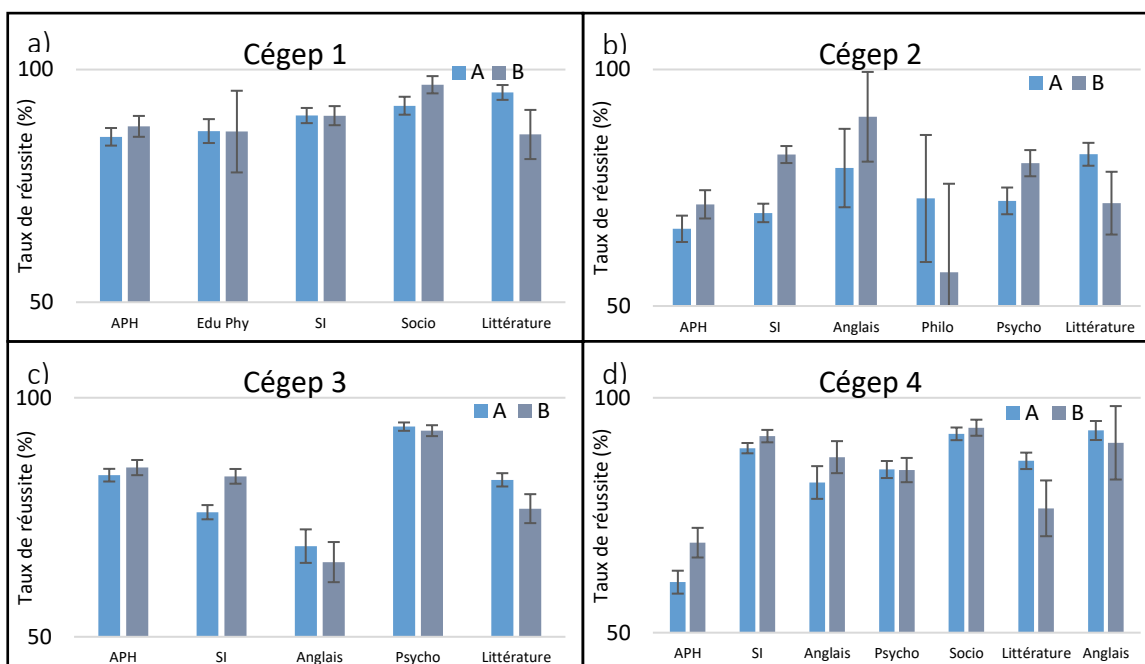 a)
Cégep 1
100
A B
Taux de réussite (%)
50
APH Edu Phy SI Socio Littérature
b)
Cégep 2
100
A B
Taux de réussite (%)
50
APH SI Anglais Philo Psycho Littérature
c)
Cégep 3
100
A B
Taux de réussite (%)
50
APH SI Anglais Psycho Littérature
d)
Cégep 4
100
A B
Taux de réussite (%)
50
APH SI Anglais Psycho Socio Littérature Anglais